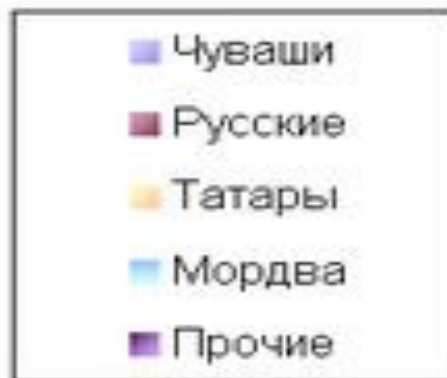 Чуваши
Русские
Татары
Мордва
Прочие